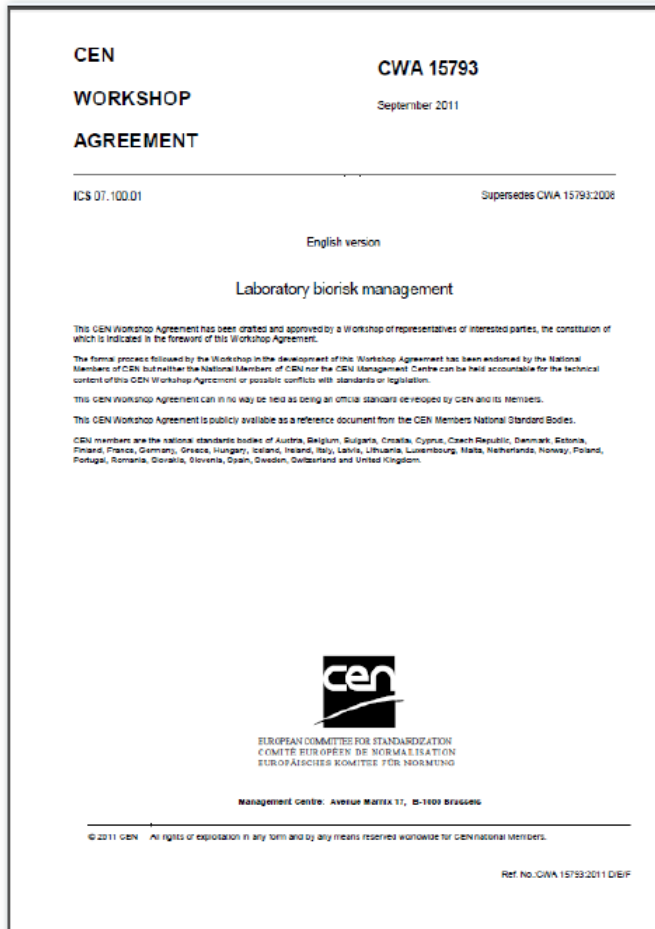 CEN
CWA 15793
WORKSHOP
September 2011
AGREEMENT
ICS 07.100.01
Supersedes CWA 15793:2008
English version
Laboratory biorisk management
This CEN Workshop Agreement has been drafted and approved by a Workshop of representatives of interested parties, the constitution of
which is indicated in the foreword of this Workshop Agreement.
The formal process followed by the Workshop in the development of this Workshop Agreement has been endorsed by the National
Members of CEN but neither the National Members of CEN nor the CEN Management Centre can be held accountable for the technical
content of this CEN Workshop Agreement or possible conflicts with standards or legislation.
This CEN Workshop Agreement can in no way be held as being an official standard developed by CEN and its Members.
This CEN Workshop Agreement is publicly available as a reference document from the CEN Members National Standard Bodies.
CEN members are the national standards bodies of Austria, Belgium, Bulgaria, Croatia, Cyprus, Czech Republic, Denmark, Estonia,
Finland, France, Germany, Greece, Hungary, Iceland, Ireland, Italy, Latvia, Lithuania, Luxembourg, Malta, Netherlands, Norway, Poland,
Portugal, Romania, Slovakia, Slovenia, Spain, Sweden, Switzerland and United Kingdom.
cen
EUROPEAN COMMITTEE FOR STANDARDIZATION
COMITÉ EUROPÉEN DE NORMALISATION
EUROPÄISCHES KOMITEE FÜR NORMUNG
Management Centre: Avenue Marnix 17, B-1000 Brussels
© 2011 CEN All rights of exploitation in any form and by any means reserved worldwide for CEN national Members.
Ref. No.:CWA 15793:2011 D/E/F